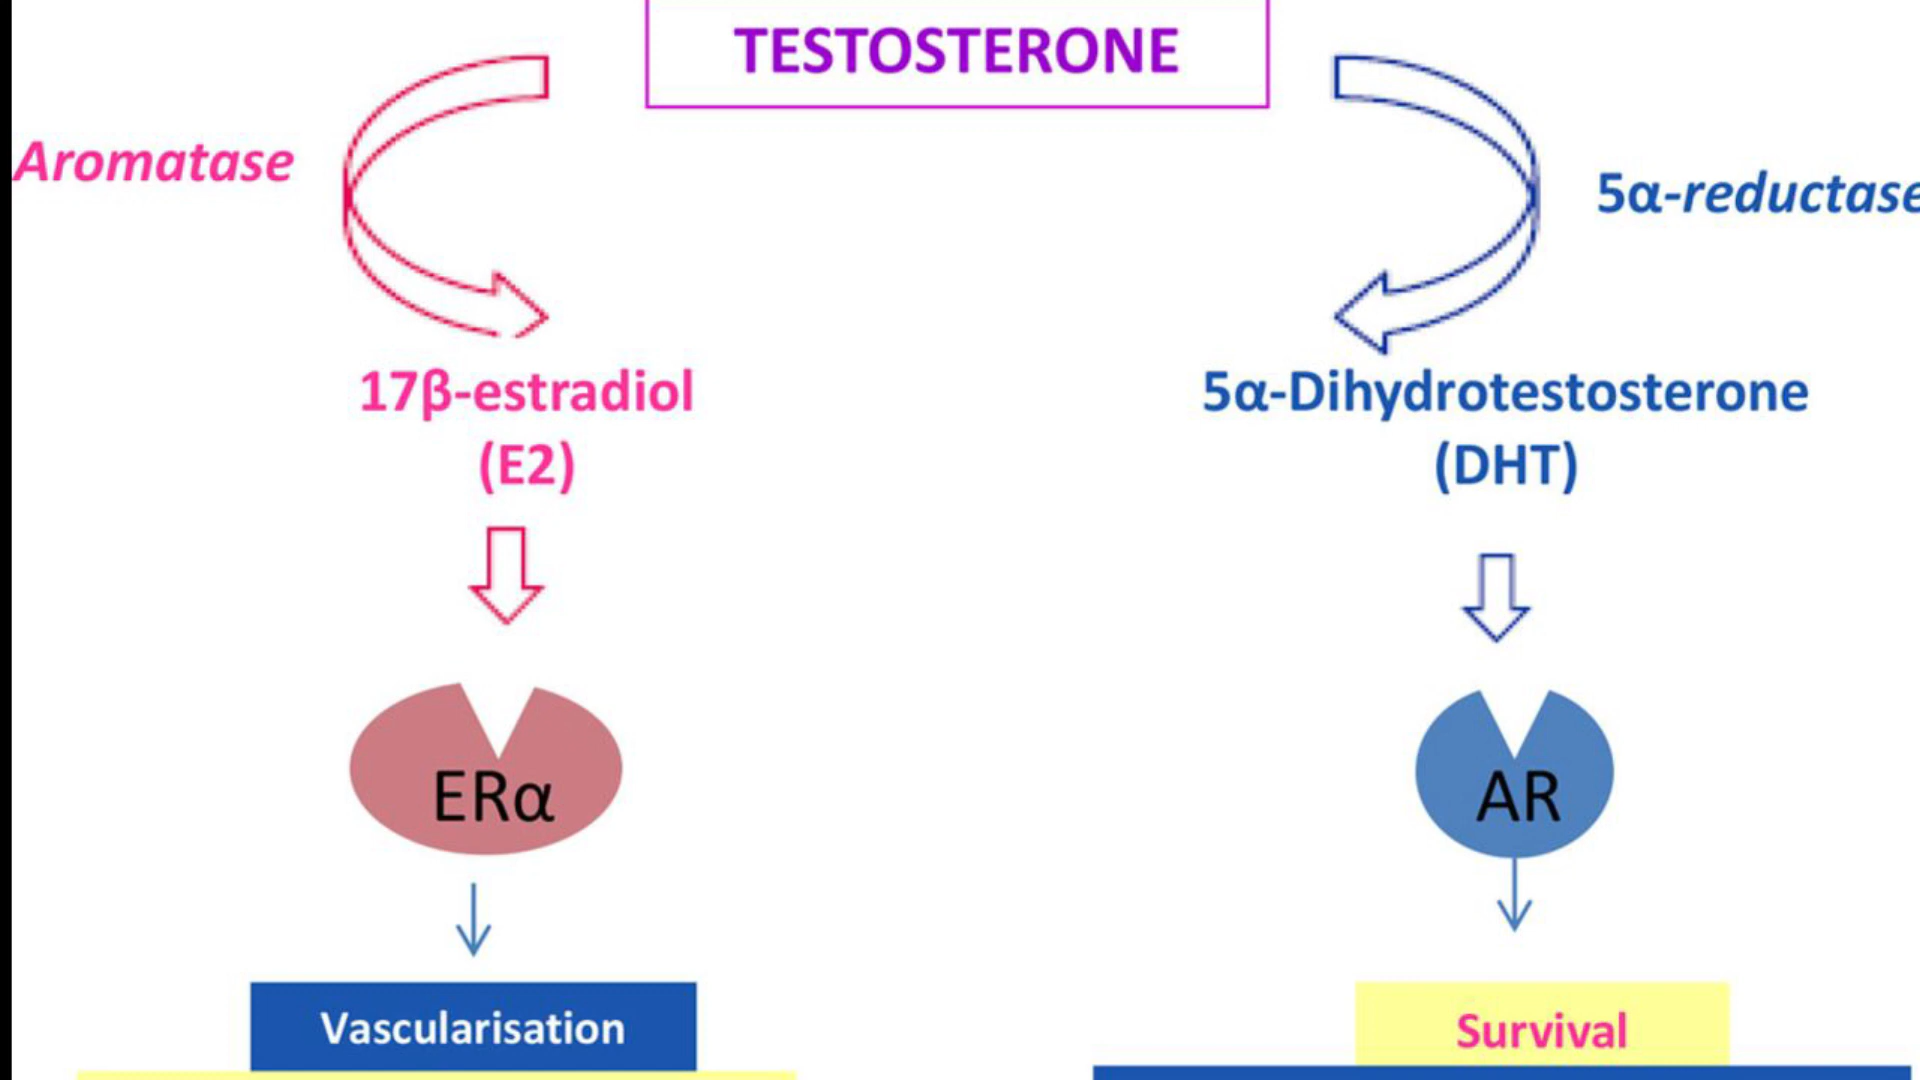 TESTOSTERONE
Aromatase
5α-reductase
17β-estradiol
(E2)
5α-Dihydrotestosterone
(DHT)
ERα
AR
Vascularisation
Survival